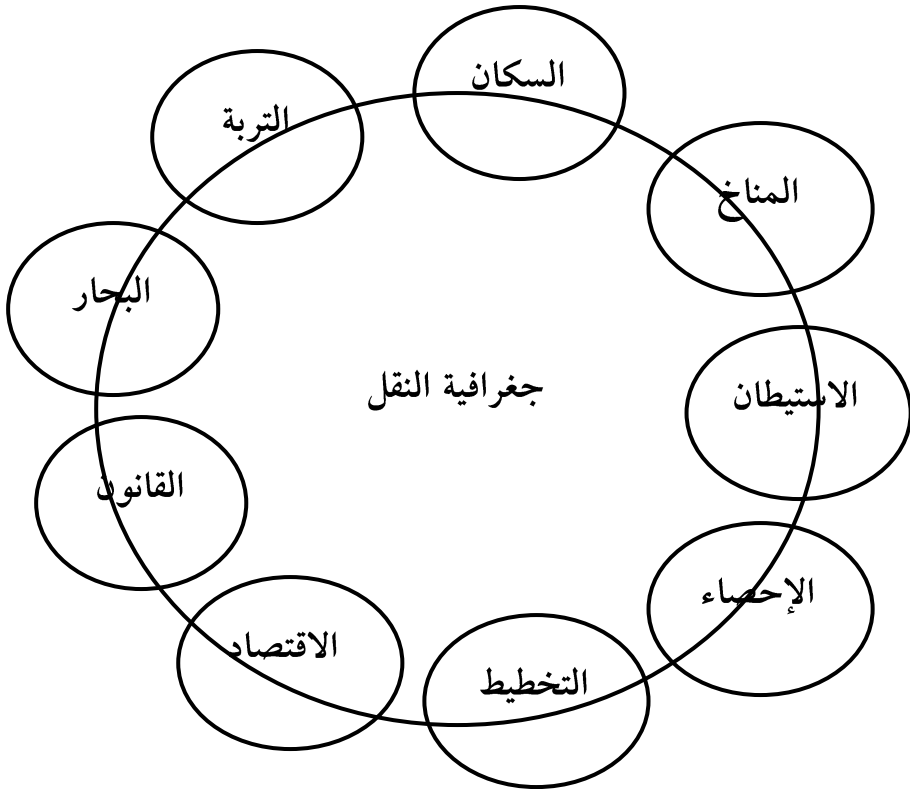 السكان
التربة
المناخ
البحار
جغرافية النقل
الاستيطان
القانون
الإحصاء
الاقتصاد
التخطيط